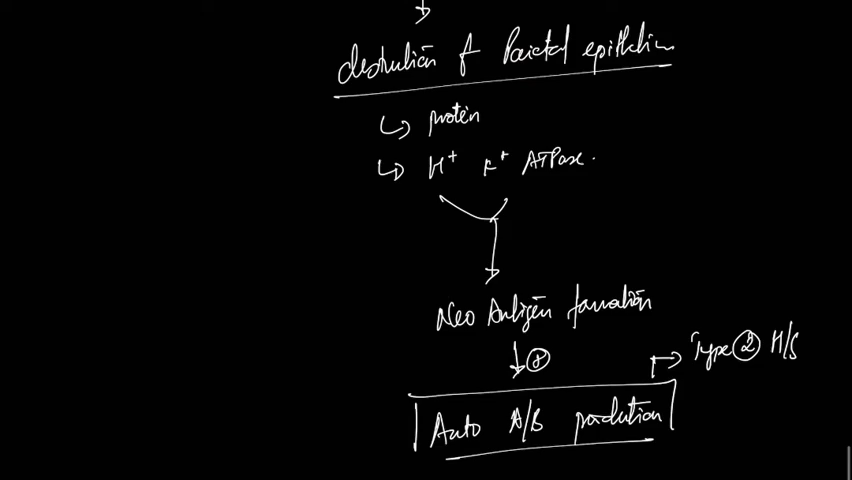 destruction of Parietal epithelium
↳ protein
↳ H+ K+ ATPase.
Neo Antigen formation
↓ ⊕
Type ② H/S
Auto A/B production